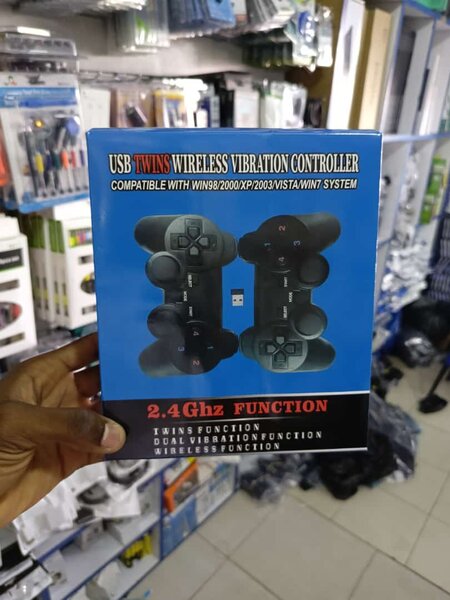 USB TWINS WIRELESS VIBRATION CONTROLLER
COMPATIBLE WITH WIN98/2000/XP/2003/VISTA/WIN7 SYSTEM
2.4Ghz FUNCTION
TWINS FUNCTION
DUAL VIBRATION FUNCTION
WIRELESS FUNCTION